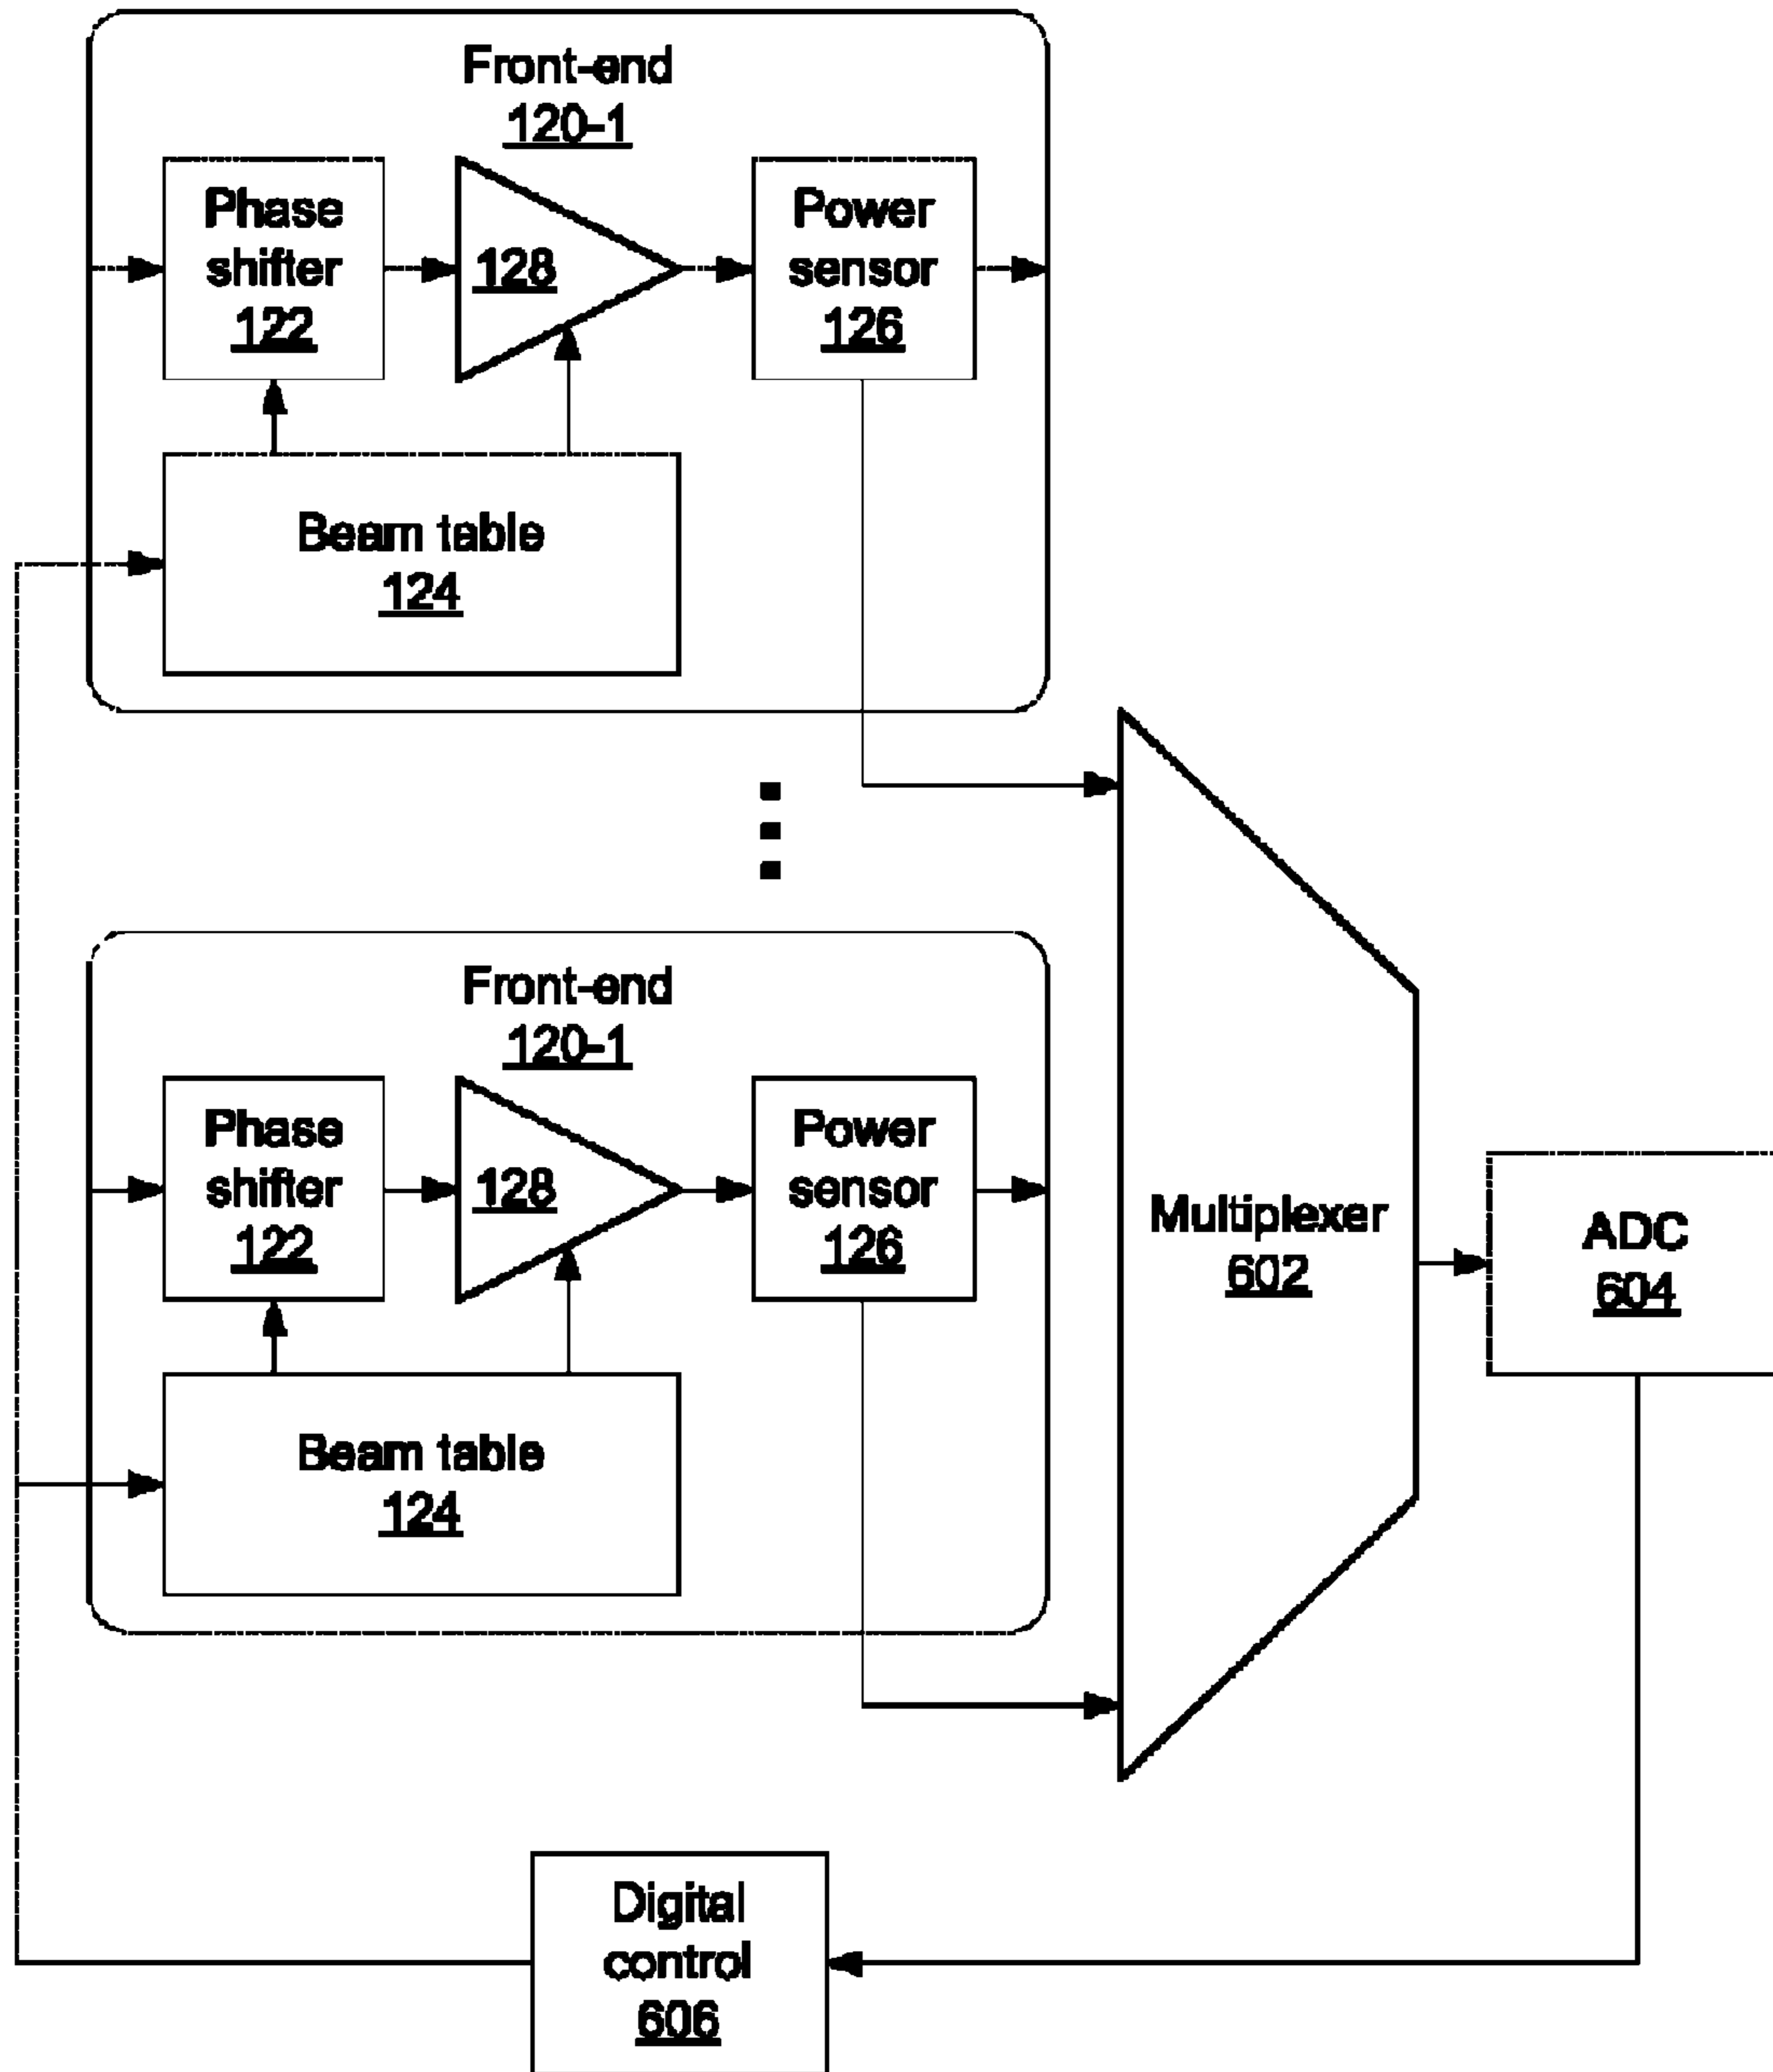 Front-end
120-1
Phase
shifter
122
128
Power
sensor
126
Beam table
124
Front-end
120-1
Phase
shifter
122
128
Power
sensor
126
Beam table
124
Multiplexer
602
ADC
604
Digital
control
606